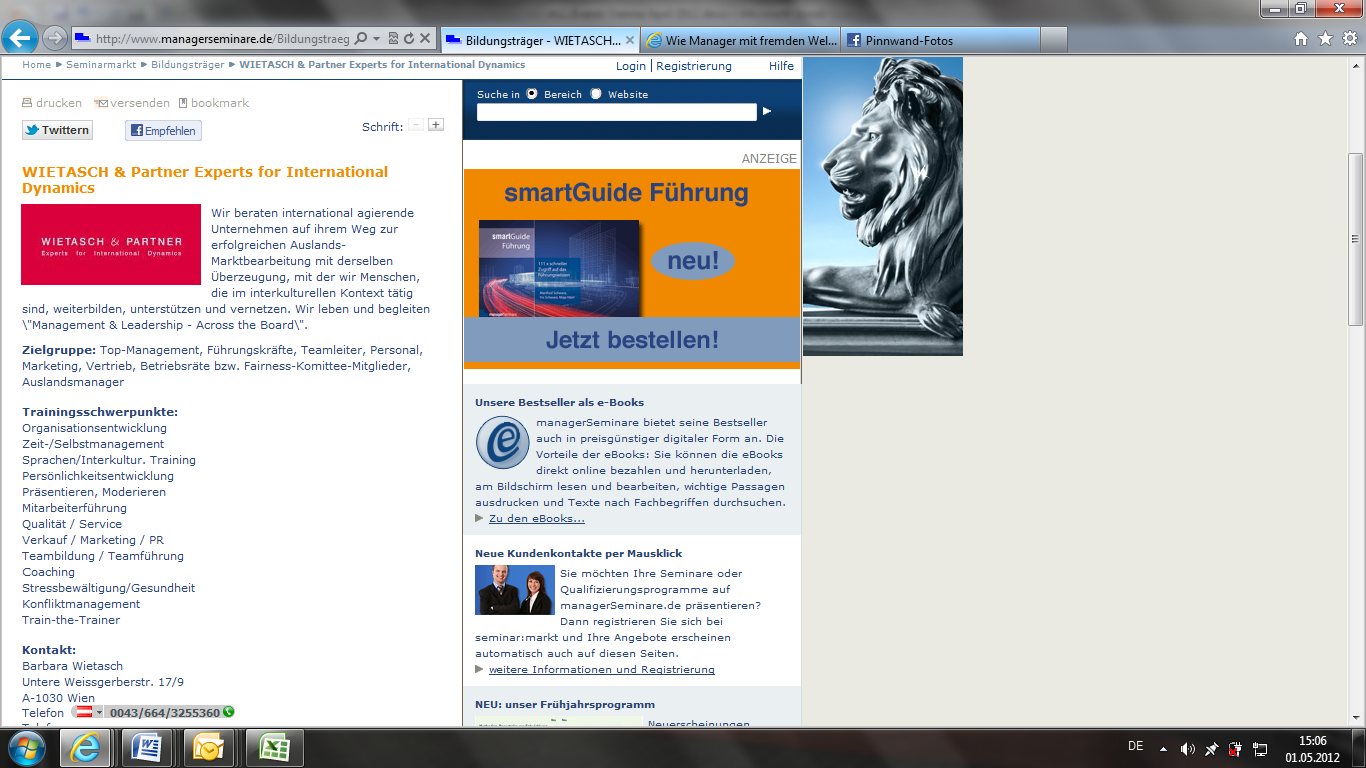 http://www.managerseminare.de/Bildungstraeg
Bildungsträger - WIETASCH...
Wie Manager mit fremden Wel...
Pinnwand-Fotos
Home ▶ Seminarmarkt ▶ Bildungsträger ▶ WIETASCH & Partner Experts for International Dynamics
Login | Registrierung
Hilfe
drucken versenden bookmark
Twittern
Empfehlen
Schrift: - +
WIETASCH & Partner Experts for International
Dynamics
WIETASCH & PARTNER
Experts for International Dynamics
Wir beraten international agierende
Unternehmen auf ihrem Weg zur
erfolgreichen Auslands-
Marktbearbeitung mit derselben
Überzeugung, mit der wir Menschen,
die im interkulturellen Kontext tätig
sind, weiterbilden, unterstützen und vernetzen. Wir leben und begleiten
\"Management & Leadership - Across the Board\".
Zielgruppe: Top-Management, Führungskräfte, Teamleiter, Personal,
Marketing, Vertrieb, Betriebsräte bzw. Fairness-Komittee-Mitglieder,
Auslandsmanager
Trainingsschwerpunkte:
Organisationsentwicklung
Zeit-/Selbstmanagement
Sprachen/Interkultur. Training
Persönlichkeitsentwicklung
Präsentieren, Moderieren
Mitarbeiterführung
Qualität / Service
Verkauf / Marketing / PR
Teambildung / Teamführung
Coaching
Stressbewältigung/Gesundheit
Konfliktmanagement
Train-the-Trainer
Kontakt:
Barbara Wietasch
Untere Weissgerberstr. 17/9
A-1030 Wien
Telefon 0043/664/3255360
Suche in Bereich Website
ANZEIGE
smartGuide Führung
smartGuide
Führung
111 x schneller
Zugriff auf das
Führungswissen
neu!
Jetzt bestellen!
Unsere Bestseller als e-Books
managerSeminare bietet seine Bestseller
auch in preisgünstiger digitaler Form an. Die
Vorteile der eBooks: Sie können die eBooks
direkt online bezahlen und herunterladen,
am Bildschirm lesen und bearbeiten, wichtige Passagen
ausdrucken und Texte nach Fachbegriffen durchsuchen.
Zu den eBooks...
Neue Kundenkontakte per Mausklick
Sie möchten Ihre Seminare oder
Qualifizierungsprogramme auf
managerSeminare.de präsentieren?
Dann registrieren Sie sich bei
seminar:markt und Ihre Angebote erscheinen
automatisch auch auf diesen Seiten.
weitere Informationen und Registrierung
NEU: unser Frühjahrsprogramm
Neuerscheinungen
DE
15:06
01.05.2012